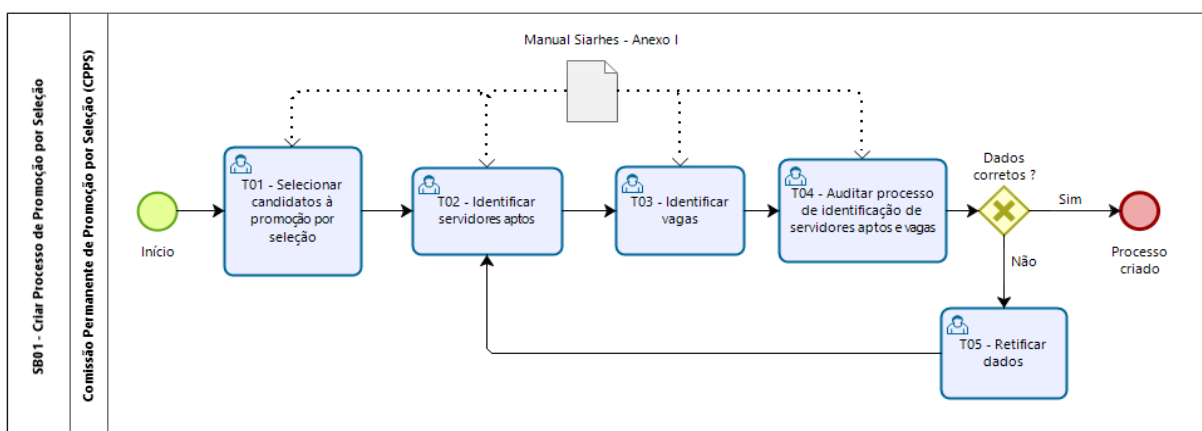 SB01 - Criar Processo de Promoção por Seleção
Comissão Permanente de Promoção por Seleção (CPPS)
Manual Siarhes - Anexo I
Início
T01 - Selecionar
candidatos à
promoção por
seleção
T02 - Identificar
servidores aptos
T03 - Identificar
vagas
T04 - Auditar processo
de identificação de
servidores aptos e vagas
Dados
corretos ?
Sim
Processo
criado
Não
T05 - Retificar
dados